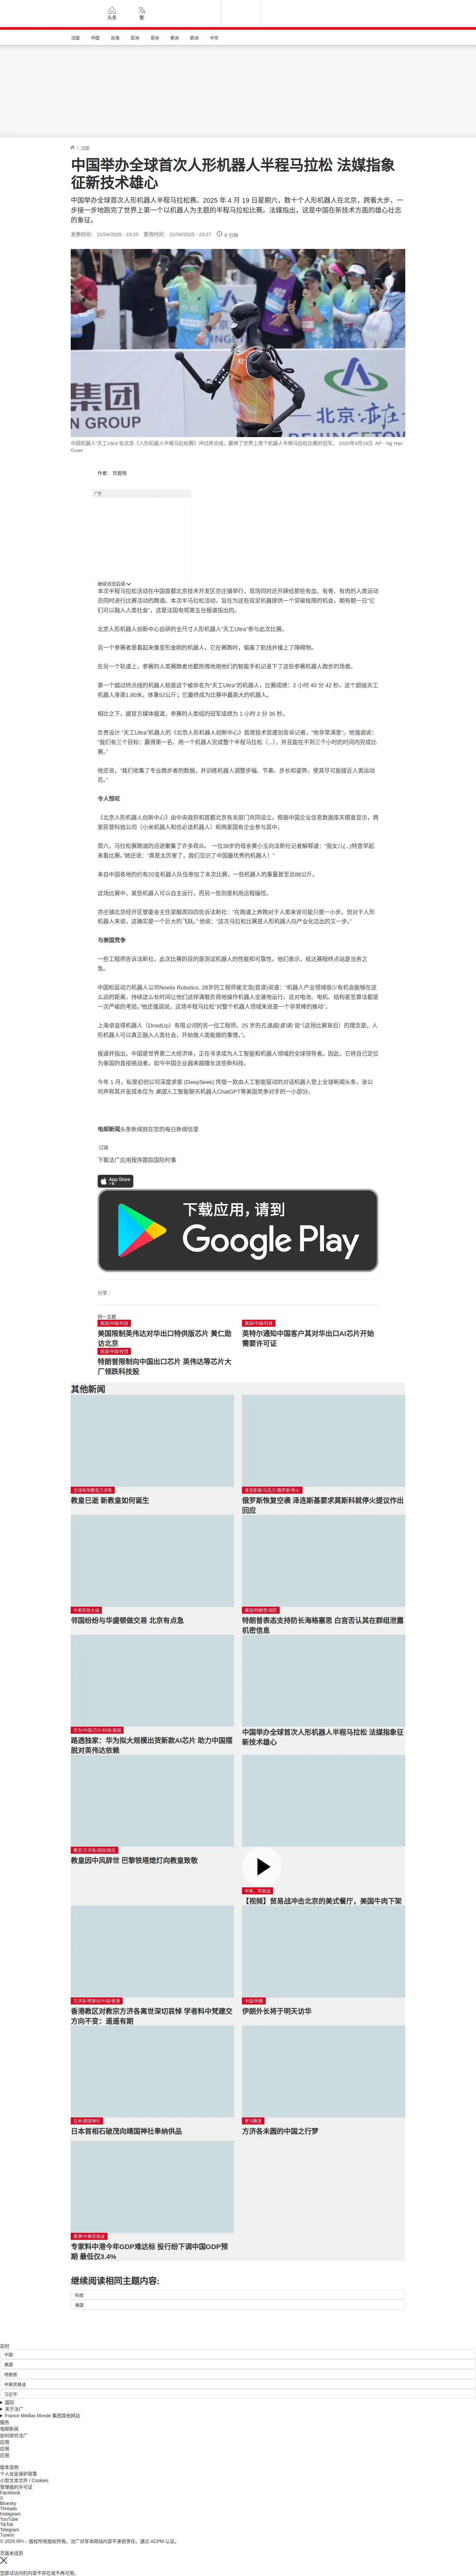 头条
繁
法国
中国
台海
亚洲
非洲
美洲
欧洲
中东
/ 法国
中国举办全球首次人形机器人半程马拉松 法媒指象
征新技术雄心
中国举办全球首次人形机器人半程马拉松赛。2025 年 4 月 19 日星期六，数十个人形机器人在北京，跨着大步，一
步接一步地跑完了世界上第一个以机器人为主题的半程马拉松比赛。法媒指出，这是中国在新技术方面的雄心壮志
的象征。
发表时间： 21/04/2025 - 23:25 更改时间： 21/04/2025 - 23:27 5 分钟
集团
AN GROUP
北京
BEIJING
中国机器人“天工Ultra”在北京《人形机器人半程马拉松赛》冲过终点线，赢得了世界上首个机器人半程马拉松比赛的冠军。 2025年4月19日 AP - Ng Han
Guan
作者： 珍妮特
广告
继续浏览后续
本次半程马拉松活动在中国首都北京技术开发区亦庄镇举行，现场同时还开辟给那些有血、有骨、有肉的人类运动
员同时进行比赛活动的跑道。本次半马拉松活动，旨在为这些双足机器提供一个突破极限的机会，期有朝一日“它
们可以融入人类社会”，这是法国电视第五台报道指出的。
北京人形机器人创新中心自研的全尺寸人形机器人“天工Ultra”参与此次比赛。
另一个参赛者是看起来像变形金刚的机器人，它在赛跑时，偏离了航线并撞上了障碍物。
在另一个轨道上，参赛的人类赛跑者也都热情地用他们的智能手机记录下了这些参赛机器人跑步的场景。
第一个越过终点线的机器人就是这个被命名为“天工Ultra”的机器人，比赛成绩：2 小时 40 分 42 秒。这个超级天工
机器人身高1.80米，体重52公斤；它最终成为比赛中最高大的机器人。
相比之下，据官方媒体报道，参赛的人类组的冠军成绩为 1 小时 2 分 36 秒。
负责设计 “天工Ultra”机器人的《北京人形机器人创新中心》首席技术官唐剑告诉记者，“他非常满意”。他强调说：
“我们有三个目标：赢得第一名、用一个机器人完成整个半程马拉松（...），并且能在不到三个小时的时间内完成比
赛。”
他还说，“我们收集了专业跑步者的数据，并训练机器人调整步幅、节奏、步长和姿势，使其尽可能接近人类运动
员。”
令人惊叹
《北京人形机器人创新中心》由中央政府和首都北京有关部门共同设立。根据中国企业信息数据库天眼查显示，两
家民营科技公司（小米机器人和优必选机器人）和两家国有企业参与其中。
周六，马拉松赛跑道的沿途聚集了许多观众。 一位38岁的母亲黄小玉向法新社记者解释道：“我女儿(...)特意早起
来看比赛。”她还说：“真是太厉害了，我们见识了中国最优秀的机器人！”
来自中国各地的约有20支机器人队伍参加了本次比赛，一些机器人的重量甚至达88公斤。
这场比赛中，某些机器人可以自主运行，而另一些则是利用远程操控。
亦庄镇北京经开区管委会主任梁靓周四四告诉法新社：“在跑道上奔跑对于人类来说可能只是一小步，但对于人形
机器人来说，这确实是一个巨大的飞跃。” 他说：“这次马拉松比赛是人形机器人向产业化迈出的又一步。”
与美国竞争
一些工程师告诉法新社，此次比赛的目的是测试机器人的性能和可靠性。他们表示，抵达赛程终点站是当务之
急。
中国松延动力机器人公司Noetix Robotics. 28岁的工程师崔文浩(音译)说道：“机器人产业领域很少有机会能够在这
么远的距离，持续这么长时间让他们这样满载负荷地操作机器人全速地运行。这对电池、电机、结构甚至算法都是
一次严峻的考验。”他还强调说，这场半程马拉松“对整个机器人领域来说是一个非常棒的推动”。
上海卓益得机器人（DroidUp）有限公司的另一位工程师、25 岁的孔逸昌(音译) 说“（这场比赛背后）的理念是，人
形机器人可以真正融入人类社会，开始做人类能做的事情，”。
报道并指出，中国是世界第二大经济体，正在寻求成为人工智能和机器人领域的全球领导者。因此，它将自己定位
为美国的直接挑战者。如今中国企业越来越擅长这些新科技。
今年 1 月，私营初创公司深度求索 (DeepSeek) 凭借一款由人工智能驱动的对话机器人登上全球新闻头条，该公
司声称其开发成本仅为 美国人工智能聊天机器人ChatGPT等美国竞争对手的一小部分。
电邮新闻头条新闻就在您的每日新闻信里
订阅
下载法广应用程序跟踪国际时事
App Store
下载应用，请到
Google Play
分享 :
同一主题
美国/中国/科技
美国限制英伟达对华出口特供版芯片 黄仁勋
访北京
美国/中国/科技
英特尔通知中国客户其对华出口AI芯片开始
需要许可证
美国/中国/经贸
特朗普限制向中国出口芯片 英伟达等芯片大
厂领跌科技股
其他新闻
全球哀悼教皇方济各
教皇已逝 新教皇如何诞生
泽连斯基/乌克兰/俄罗斯/停火
俄罗斯恢复空袭 泽连斯基要求莫斯科就停火提议作出
回应
中美贸易大战
邻国纷纷与华盛顿做交易 北京有点急
美国/特朗普/国防
特朗普表态支持防长海格塞思 白宫否认其在群组泄露
机密信息
华为/中国/芯片/科技/美国
路透独家：华为拟大规模出货新款AI芯片 助力中国摆
脱对英伟达依赖
中国举办全球首次人形机器人半程马拉松 法媒指象征
新技术雄心
教皇因中风辞世 巴黎铁塔熄灯向教皇致敬
【视频】贸易战冲击北京的美式餐厅，美国牛肉下架
香港教区对教宗方济各离世深切哀悼 学者料中梵建交
方向不变：遥遥有期
中国/伊朗
伊朗外长将于明天访华
日本/靖国神社
日本首相石破茂向靖国神社奉纳供品
梦马教皇
方济各未圆的中国之行梦
香港/中美贸易战
专家料中港今年GDP难达标 投行纷下调中国GDP预
期 最低仅3.4%
继续阅读相同主题内容:
科技
美国
实时
中国
美国
特朗普
中美贸易战
习近平
国际
关于法广
France Médias Monde 集团其他网站
服务
电邮新闻
如何收听法广
应用
应用
应用
版本说明
个人信息保护政策
小型文本文件 / Cookies
管理我的许可证
Facebook
X
Bluesky
Threads
Instagram
YouTube
TikTok
Telegram
TuneIn
© 2025 RFI – 版权所有版权所有。法广对非本网站内容不承担责任。通过 ACPM 认证。
页面未找到
您尝试访问的内容不存在或不再可用。